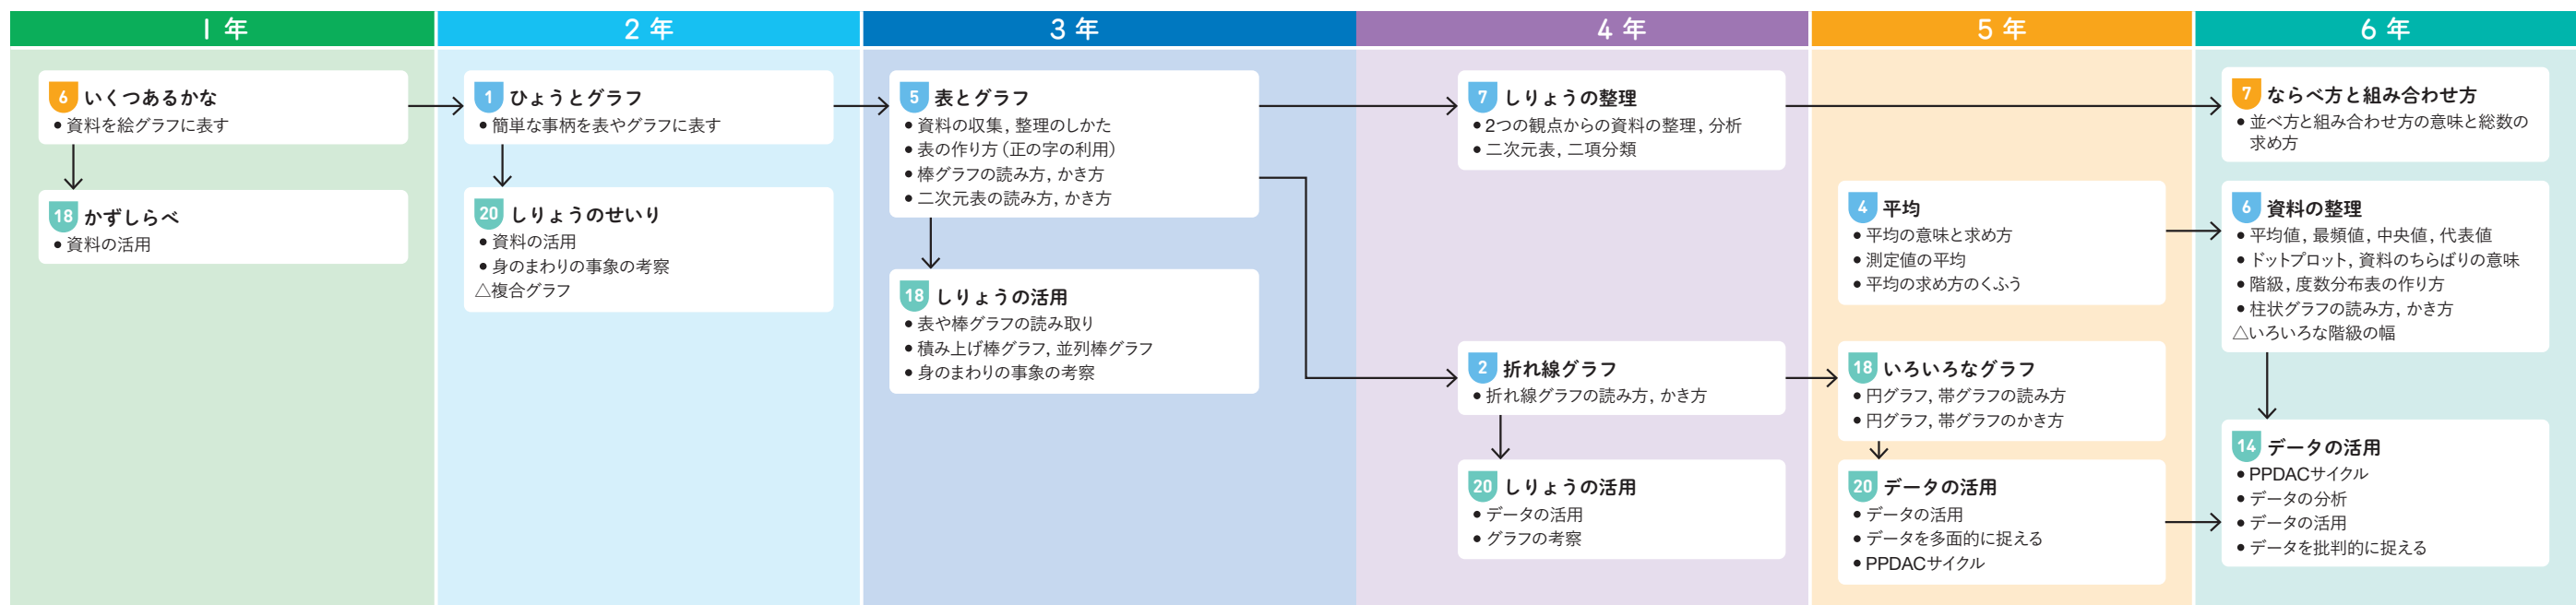 1 年
6 いくつあるかな
• 資料を絵グラフに表す
18 かずしらべ
• 資料の活用
2 年
1 ひょうとグラフ
• 簡単な事柄を表やグラフに表す
20 しりょうのせいり
• 資料の活用
• 身のまわりの事象の考察
△複合グラフ
3 年
5 表とグラフ
• 資料の収集，整理のしかた
• 表の作り方（正の字の利用）
• 棒グラフの読み方，かき方
• 二次元表の読み方，かき方
18 しりょうの活用
• 表や棒グラフの読み取り
• 積み上げ棒グラフ，並列棒グラフ
• 身のまわりの事象の考察
4 年
7 しりょうの整理
• 2つの観点からの資料の整理，分析
• 二次元表，二項分類
2 折れ線グラフ
• 折れ線グラフの読み方，かき方
20 しりょうの活用
• データの活用
• グラフの考察
5 年
4 平均
• 平均の意味と求め方
• 測定値の平均
• 平均の求め方のくふう
18 いろいろなグラフ
• 円グラフ，帯グラフの読み方
• 円グラフ，帯グラフのかき方
20 データの活用
• データの活用
• データを多面的に捉える
• PPDACサイクル
6 年
7 ならべ方と組み合わせ方
• 並べ方と組み合わせ方の意味と総数の
求め方
6 資料の整理
• 平均値，最頻値，中央値，代表値
• ドットプロット，資料のちらばりの意味
• 階級，度数分布表の作り方
• 柱状グラフの読み方，かき方
△いろいろな階級の幅
14 データの活用
• PPDACサイクル
• データの分析
• データの活用
• データを批判的に捉える